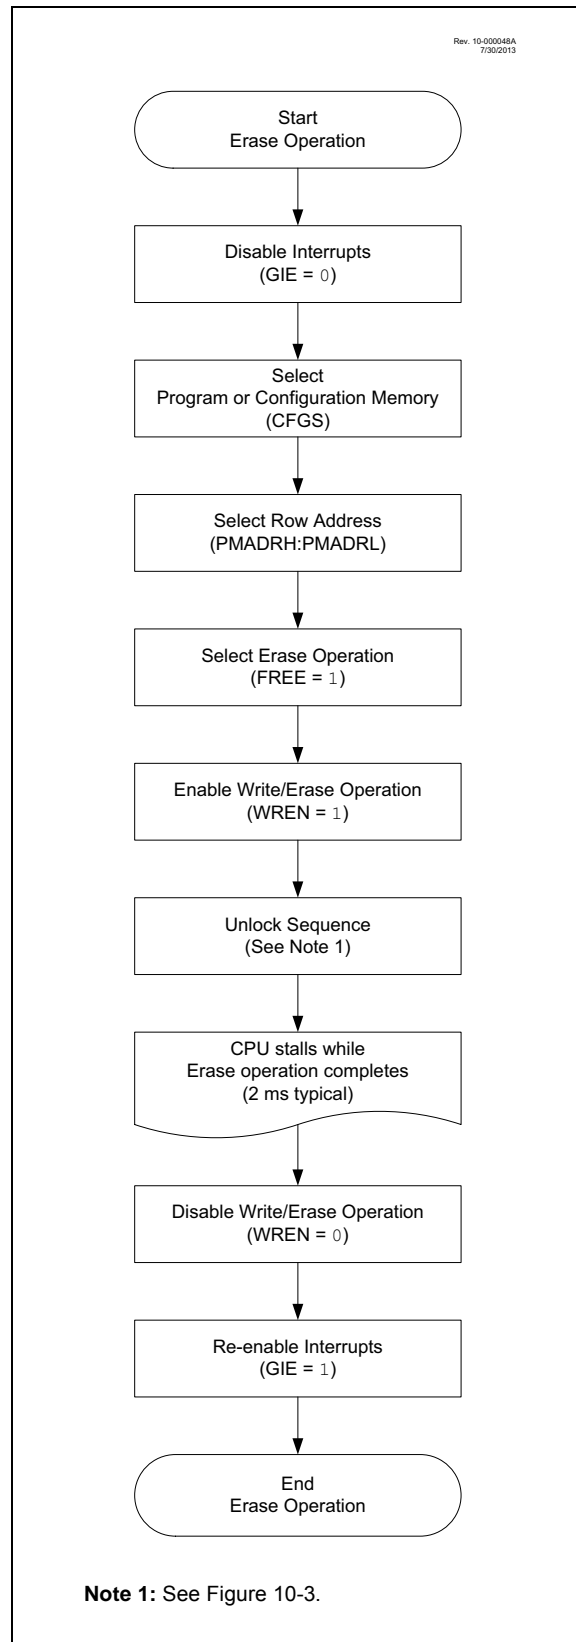 Rev. 10-000048A
7/30/2013
Start
Erase Operation
Disable Interrupts
(GIE = 0)
Select
Program or Configuration Memory
(CFGS)
Select Row Address
(PMADRH:PMADRL)
Select Erase Operation
(FREE = 1)
Enable Write/Erase Operation
(WREN = 1)
Unlock Sequence
(See Note 1)
CPU stalls while
Erase operation completes
(2 ms typical)
Disable Write/Erase Operation
(WREN = 0)
Re-enable Interrupts
(GIE = 1)
End
Erase Operation
Note 1: See Figure 10-3.